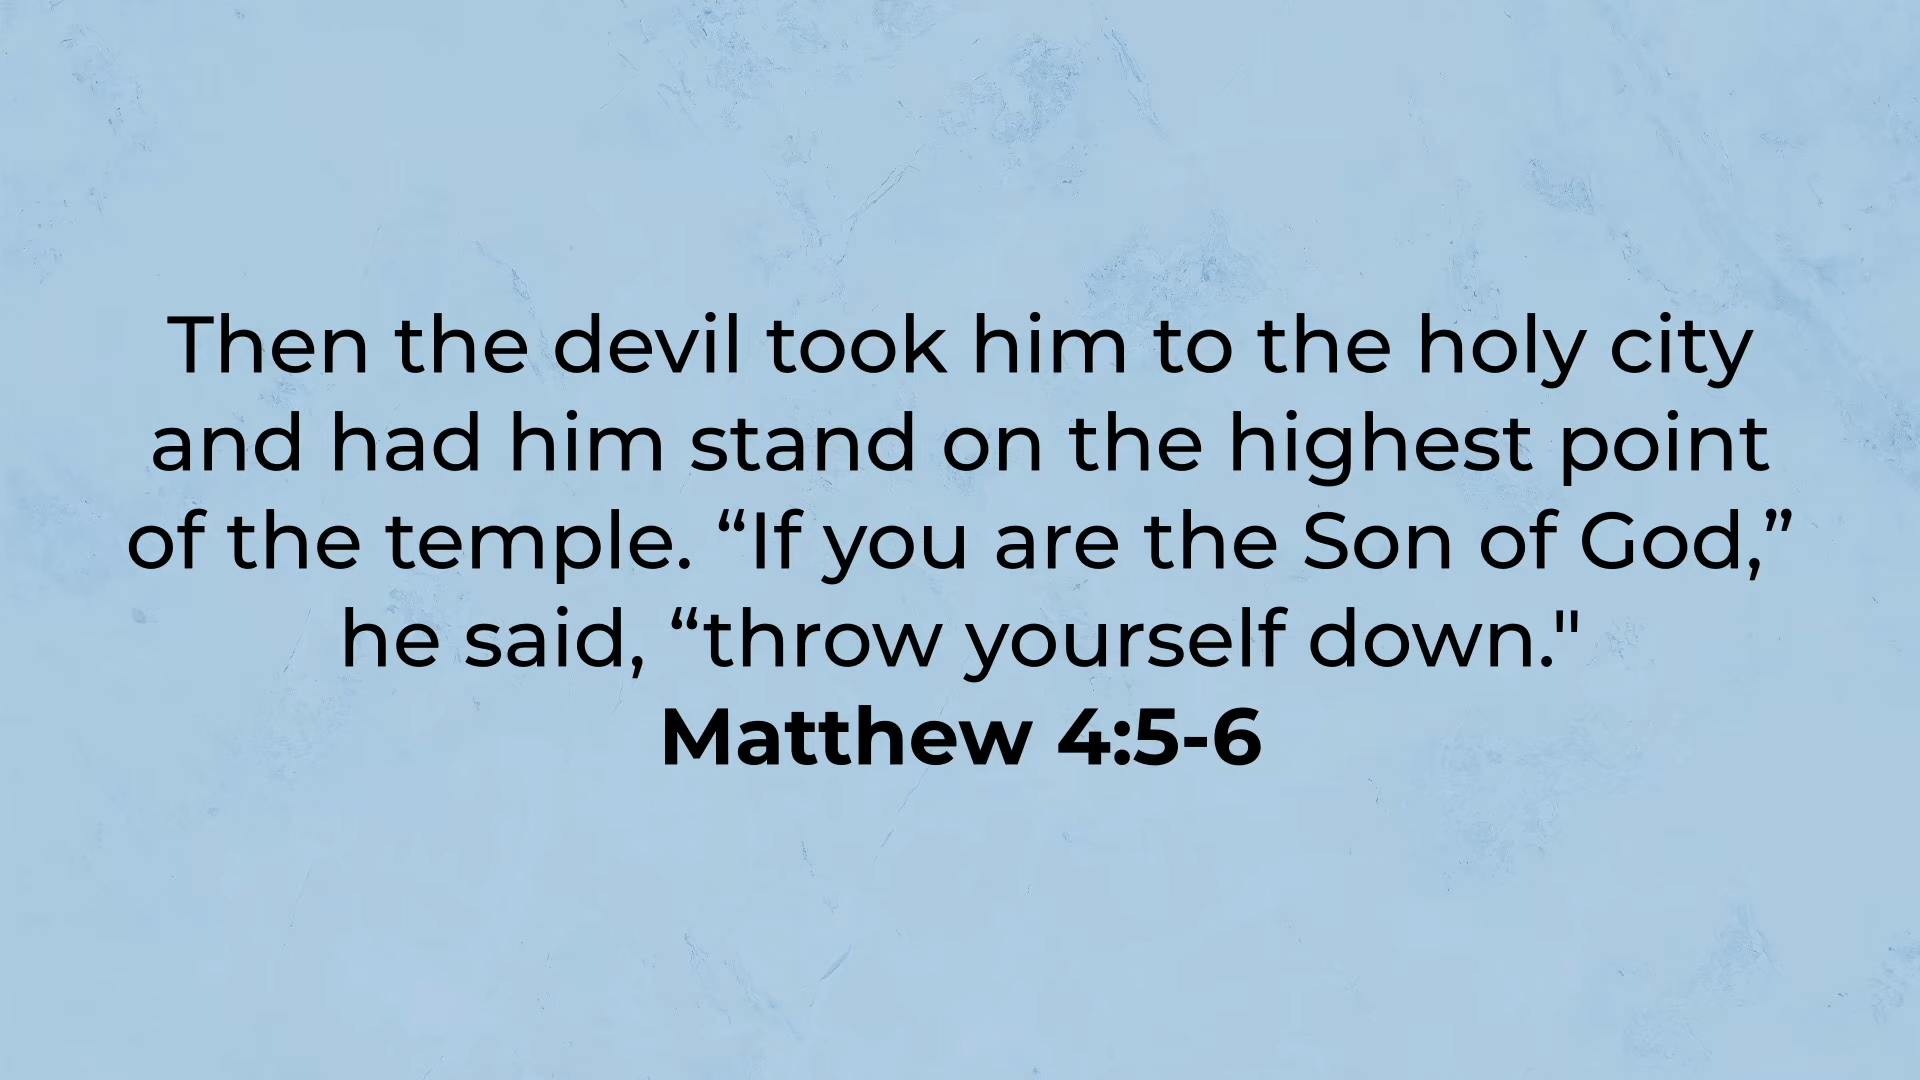 Then the devil took him to the holy city
and had him stand on the highest point
of the temple. “If you are the Son of God,”
he said, “throw yourself down."
Matthew 4:5-6